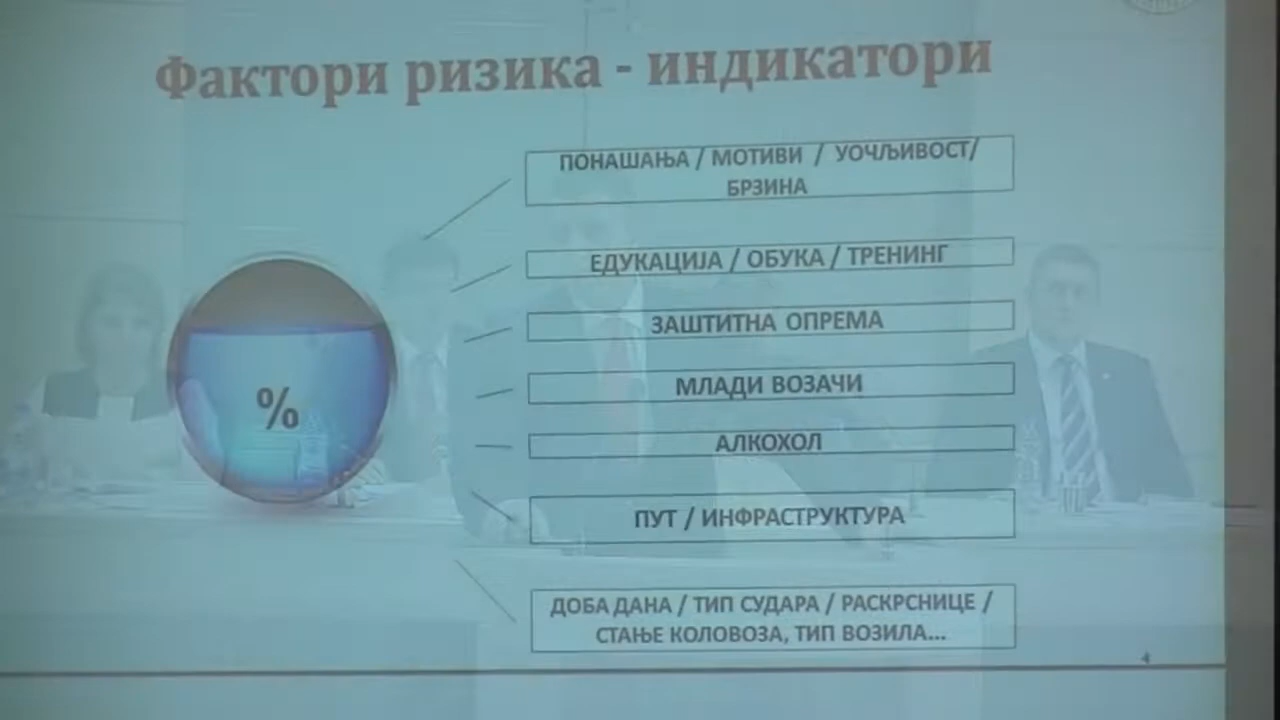 Фактори ризика - индикатори
ПОНАШАЊА / МОТИВИ / УОЧЉИВОСТ/
БРЗИНА
ЕДУКАЦИЈА / ОБУКА / ТРЕНИНГ
ЗАШТИТНА ОПРЕМА
МЛАДИ ВОЗАЧИ
%
АЛКОХОЛ
ПУТ / ИНФРАСТРУКТУРА
ДОБА ДАНА / ТИП СУДАРА / РАСКРСНИЦЕ /
СТАЊЕ КОЛОВОЗА, ТИП ВОЗИЛА...
4